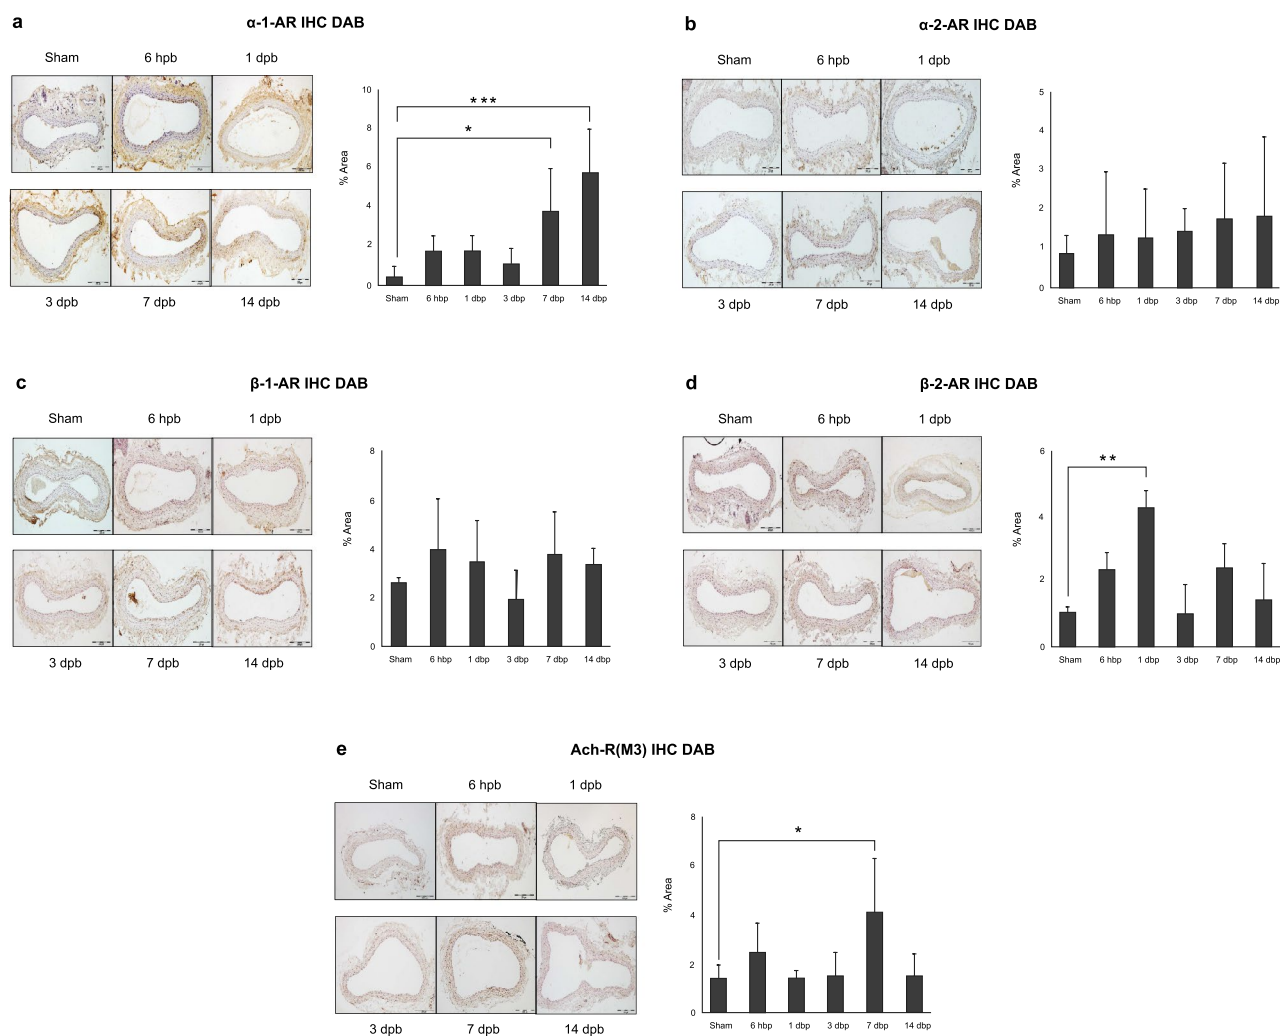 a
α-1-AR IHC DAB
Sham 6 hpb 1 dpb
3 dpb 7 dpb 14 dpb
% Area
10
8
6
4
2
0
***
*
Sham 6 hbp 1 dbp 3 dbp 7 dbp 14 dbp
b
α-2-AR IHC DAB
Sham 6 hpb 1 dpb
3 dpb 7 dpb 14 dpb
% Area
5
4
3
2
1
0
Sham 6 hbp 1 dbp 3 dbp 7 dbp 14 dbp
c
β-1-AR IHC DAB
Sham 6 hpb 1 dpb
3 dpb 7 dpb 14 dpb
% Area
8
6
4
2
0
Sham 6 hbp 1 dbp 3 dbp 7 dbp 14 dbp
d
β-2-AR IHC DAB
Sham 6 hpb 1 dpb
3 dpb 7 dpb 14 dpb
% Area
6
4
2
0
**
Sham 6 hbp 1 dbp 3 dbp 7 dbp 14 dbp
e
Ach-R(M3) IHC DAB
Sham 6 hpb 1 dpb
3 dpb 7 dpb 14 dpb
% Area
8
6
4
2
0
*
Sham 6 hbp 1 dbp 3 dbp 7 dbp 14 dbp